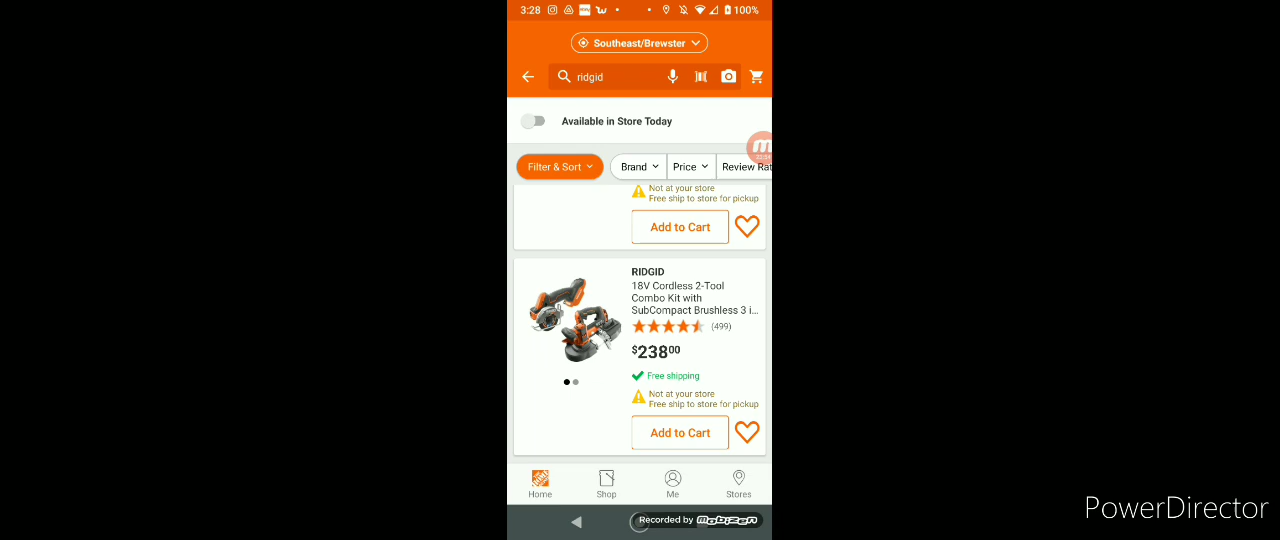 3:28 100%
Southeast/Brewster
ridgid
Available in Store Today
Filter & Sort Brand Price Review Rat
Not at your store
Free ship to store for pickup
Add to Cart
RIDGID
18V Cordless 2-Tool
Combo Kit with
SubCompact Brushless 3 i...
(499)
$23800
Free shipping
Not at your store
Free ship to store for pickup
Add to Cart
Home Shop Me Stores
Recorded by mobizen
PowerDirector